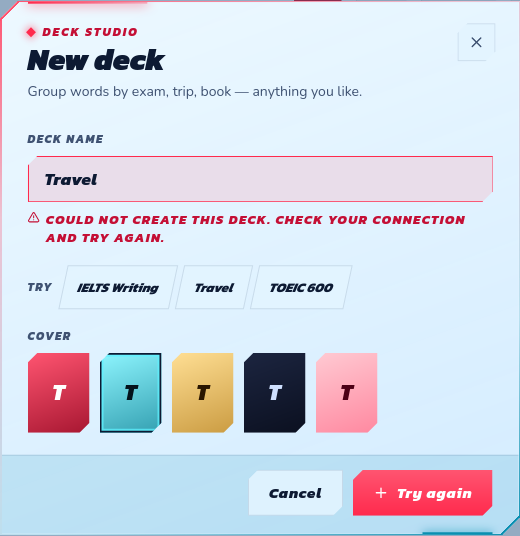 DECK STUDIO
New deck
Group words by exam, trip, book — anything you like.
DECK NAME
Travel
COULD NOT CREATE THIS DECK. CHECK YOUR CONNECTION
AND TRY AGAIN.
TRY IELTS Writing Travel TOEIC 600
COVER
T T T T T
Cancel + Try again